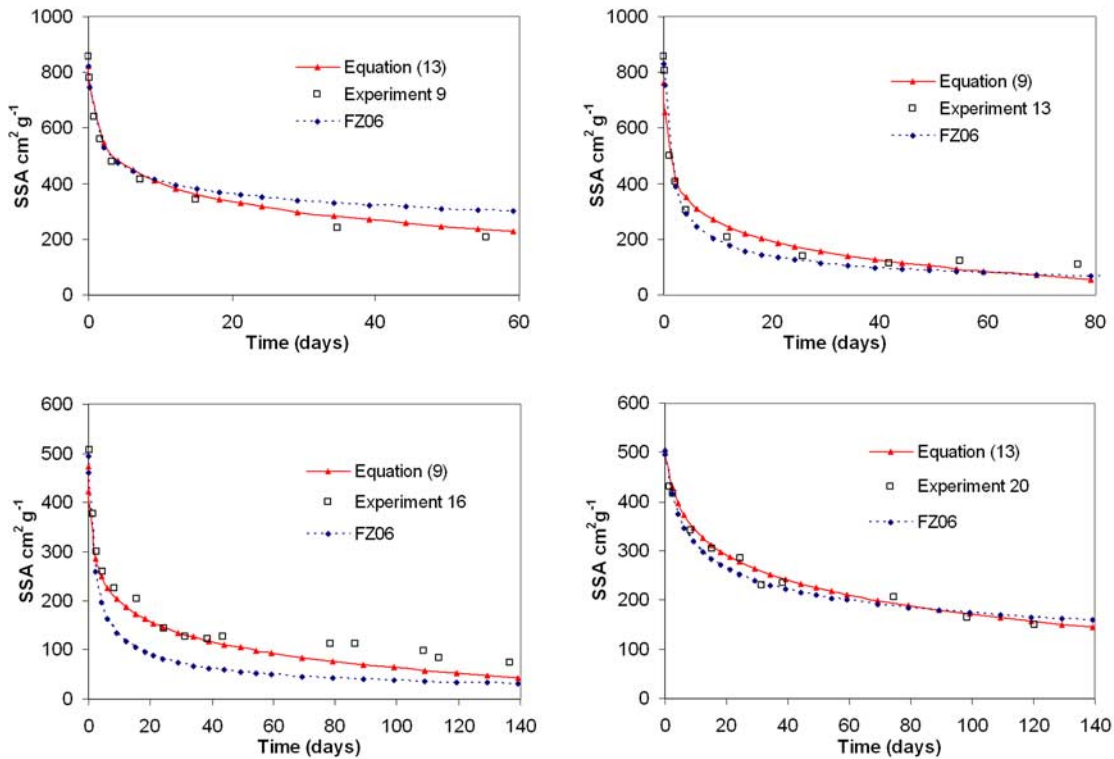 1000
800
600
400
200
0
SSA cm² g⁻¹
Equation (13)
Experiment 9
FZ06
0 20 40 60
Time (days)
1000
800
600
400
200
0
SSA cm² g⁻¹
Equation (9)
Experiment 13
FZ06
0 20 40 60 80
Time (days)
600
500
400
300
200
100
0
SSA cm² g⁻¹
Equation (9)
Experiment 16
FZ06
0 20 40 60 80 100 120 140
Time (days)
600
500
400
300
200
100
0
SSA cm² g⁻¹
Equation (13)
Experiment 20
FZ06
0 20 40 60 80 100 120 140
Time (days)